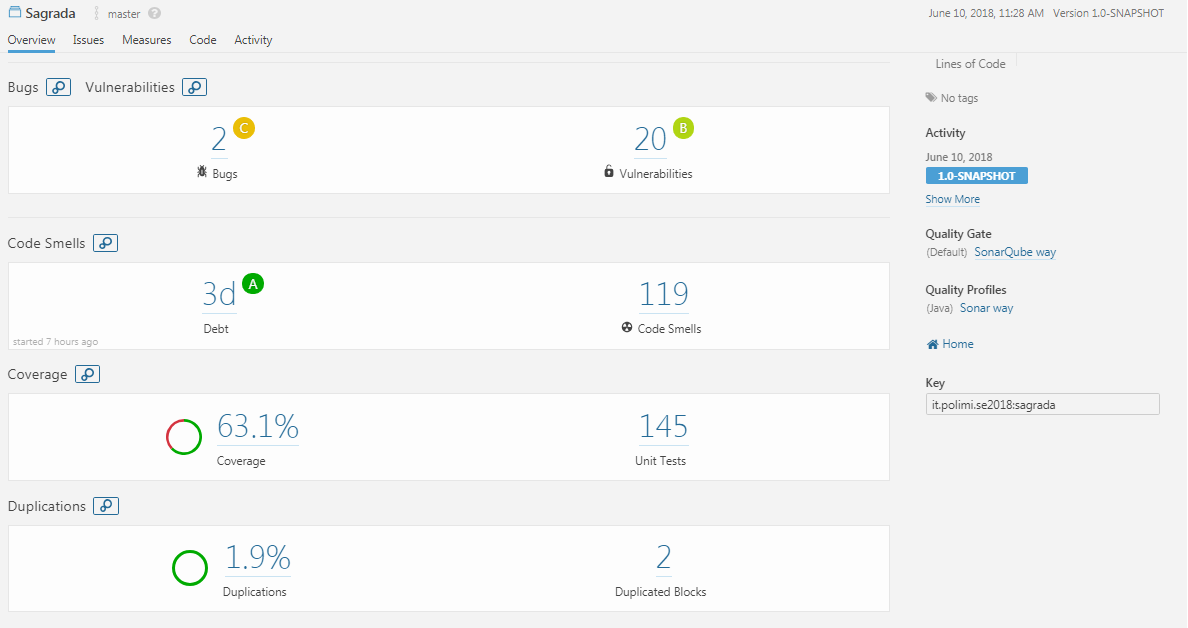 Sagrada master ?
June 10, 2018, 11:28 AM Version 1.0-SNAPSHOT
Overview Issues Measures Code Activity
Bugs Vulnerabilities
2 C
Bugs
20 B
Vulnerabilities
Code Smells
3d A
Debt
started 7 hours ago
119
Code Smells
Coverage
63.1%
Coverage
145
Unit Tests
Duplications
1.9%
Duplications
2
Duplicated Blocks
Lines of Code
No tags
Activity
June 10, 2018
1.0-SNAPSHOT
Show More
Quality Gate
(Default) SonarQube way
Quality Profiles
(Java) Sonar way
Home
Key
it.polimi.se2018:sagrada